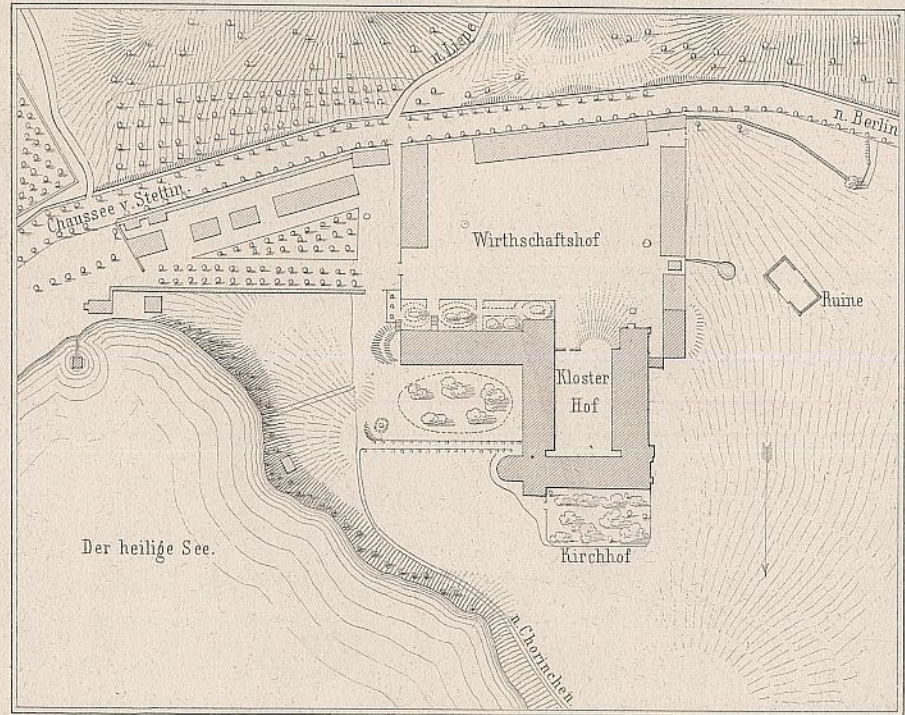 n. Liepe
n. Berlin
Chaussee v. Stettin.
Wirthschaftshof
Ruine
Kloster
Hof
Der heilige See.
Kirchhof
n. Chorinchen.